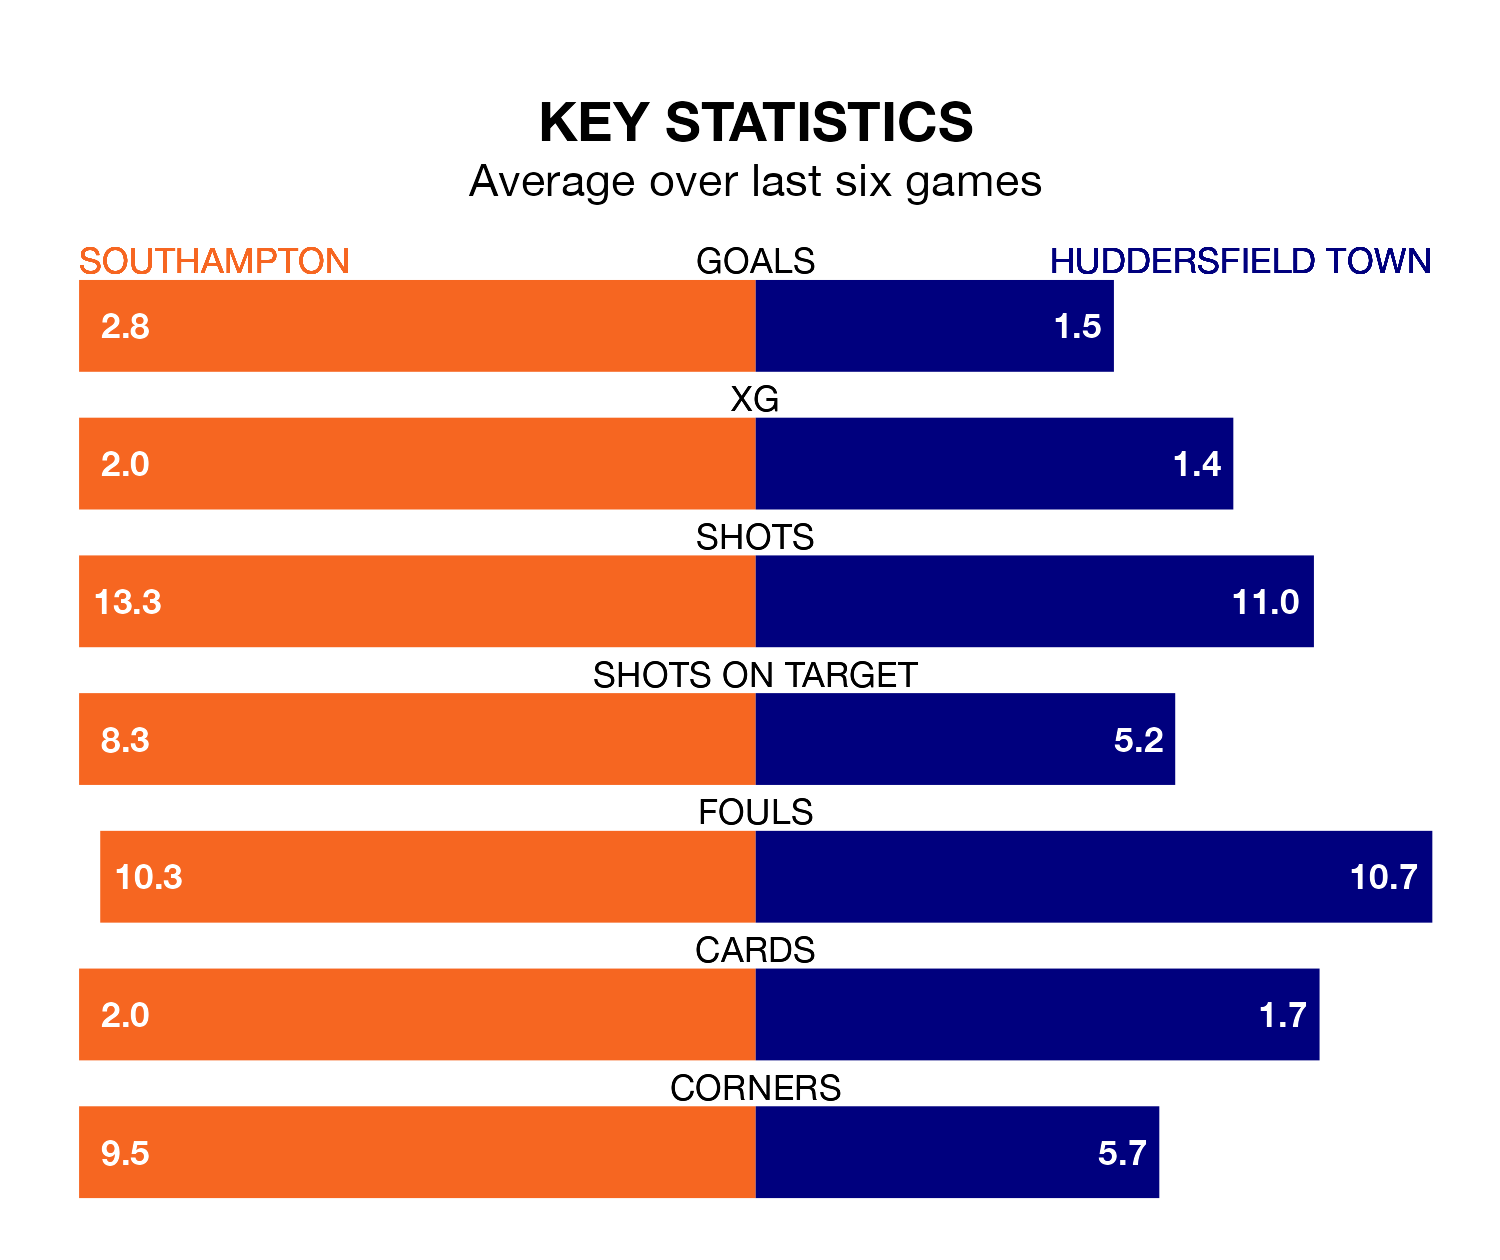 KEY STATISTICS
Average over last six games
SOUTHAMPTON GOALS HUDDERSFIELD TOWN
2.8 1.5
XG
2.0 1.4
SHOTS
13.3 11.0
SHOTS ON TARGET
8.3 5.2
FOULS
10.3 10.7
CARDS
2.0 1.7
CORNERS
9.5 5.7